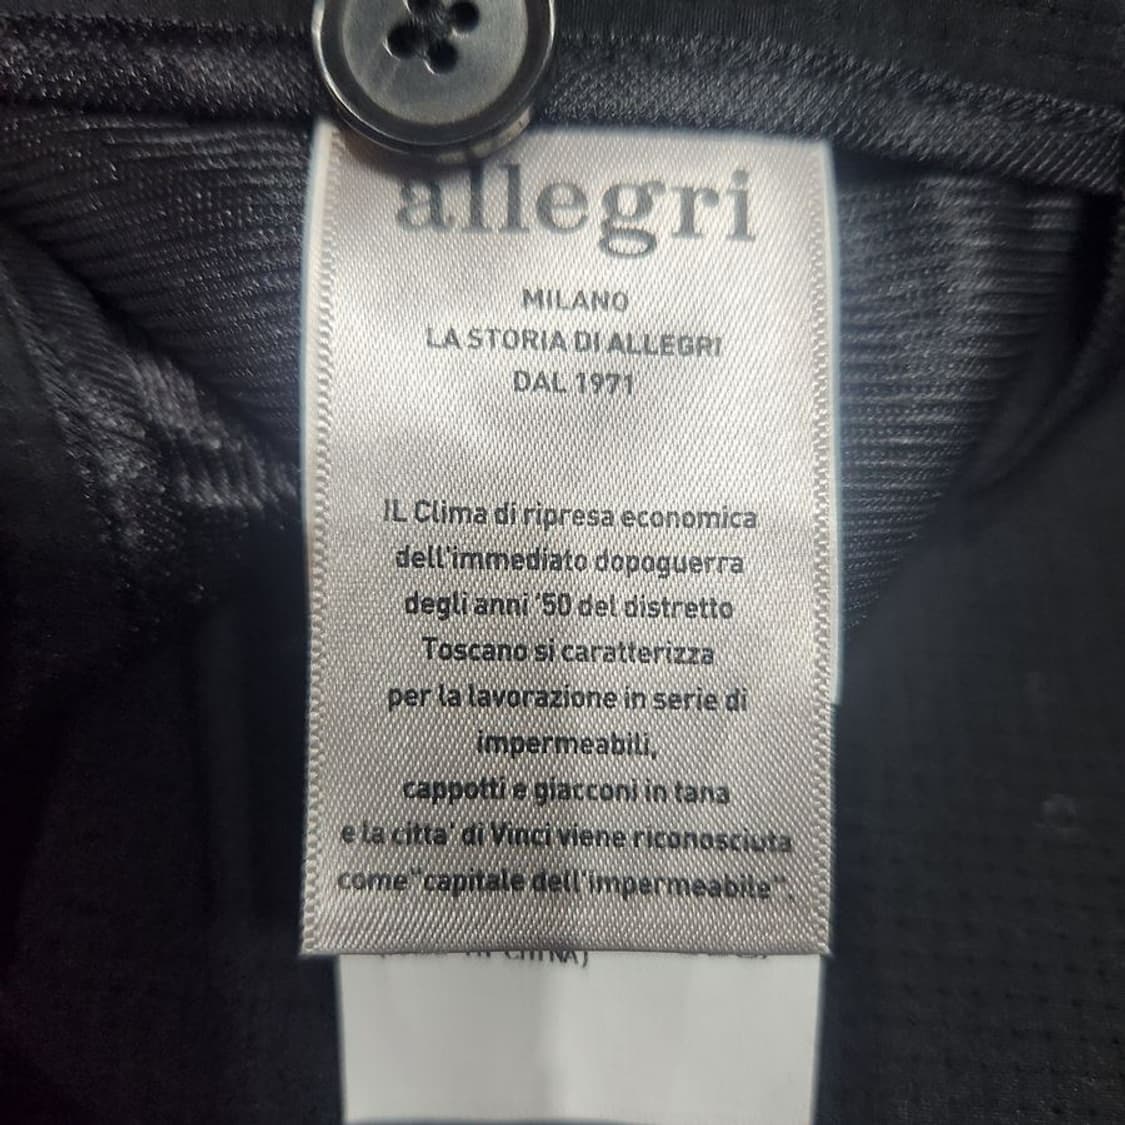 allegri
MILANO
LA STORIA DI ALLEGRI
DAL 1971
IL Clima di ripresa economica
dell'immediato dopoguerra
degli anni '50 del distretto
Toscano si caratterizza
per la lavorazione in serie di
impermeabili,
cappotti e giacconi in tana
e la citta' di Vinci viene riconosciuta
come"capitale dell'impermeabile".
CHINA)